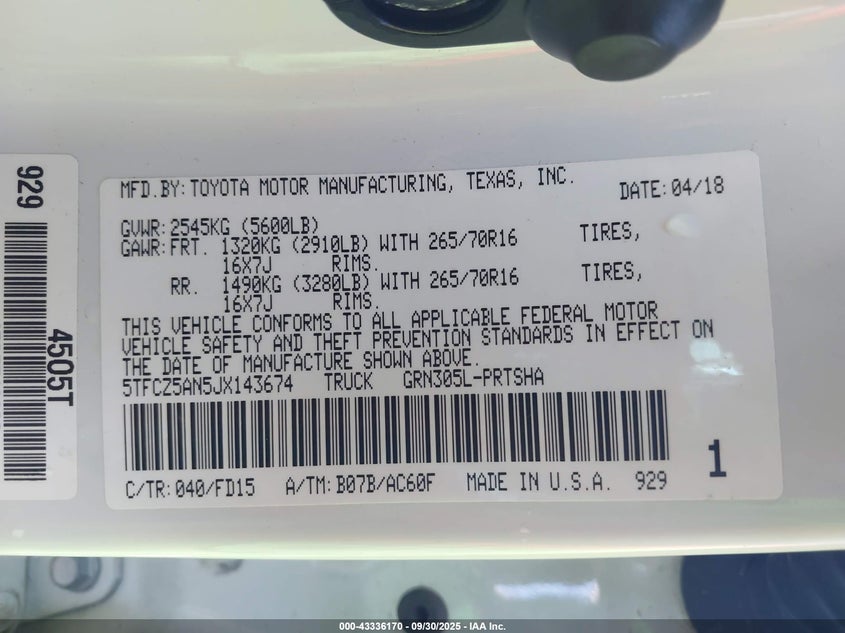 929
4505T
MFD.BY: TOYOTA MOTOR MANUFACTURING, TEXAS, INC. DATE: 04/18
GVWR: 2545KG (5600LB)
GAWR: FRT. 1320KG (2910LB) WITH 265/70R16 TIRES,
16X7J RIMS.
RR. 1490KG (3280LB) WITH 265/70R16 TIRES,
16X7J RIMS.
THIS VEHICLE CONFORMS TO ALL APPLICABLE FEDERAL MOTOR
VEHICLE SAFETY AND THEFT PREVENTION STANDARDS IN EFFECT ON
THE DATE OF MANUFACTURE SHOWN ABOVE.
5TFCZ5AN5JX143674 TRUCK GRN305L-PRTSHA
C/TR: 040/FD15 A/TM: B07B/AC60F MADE IN U.S.A. 929
1
000-43336170 - 09/30/2025 - IAA Inc.